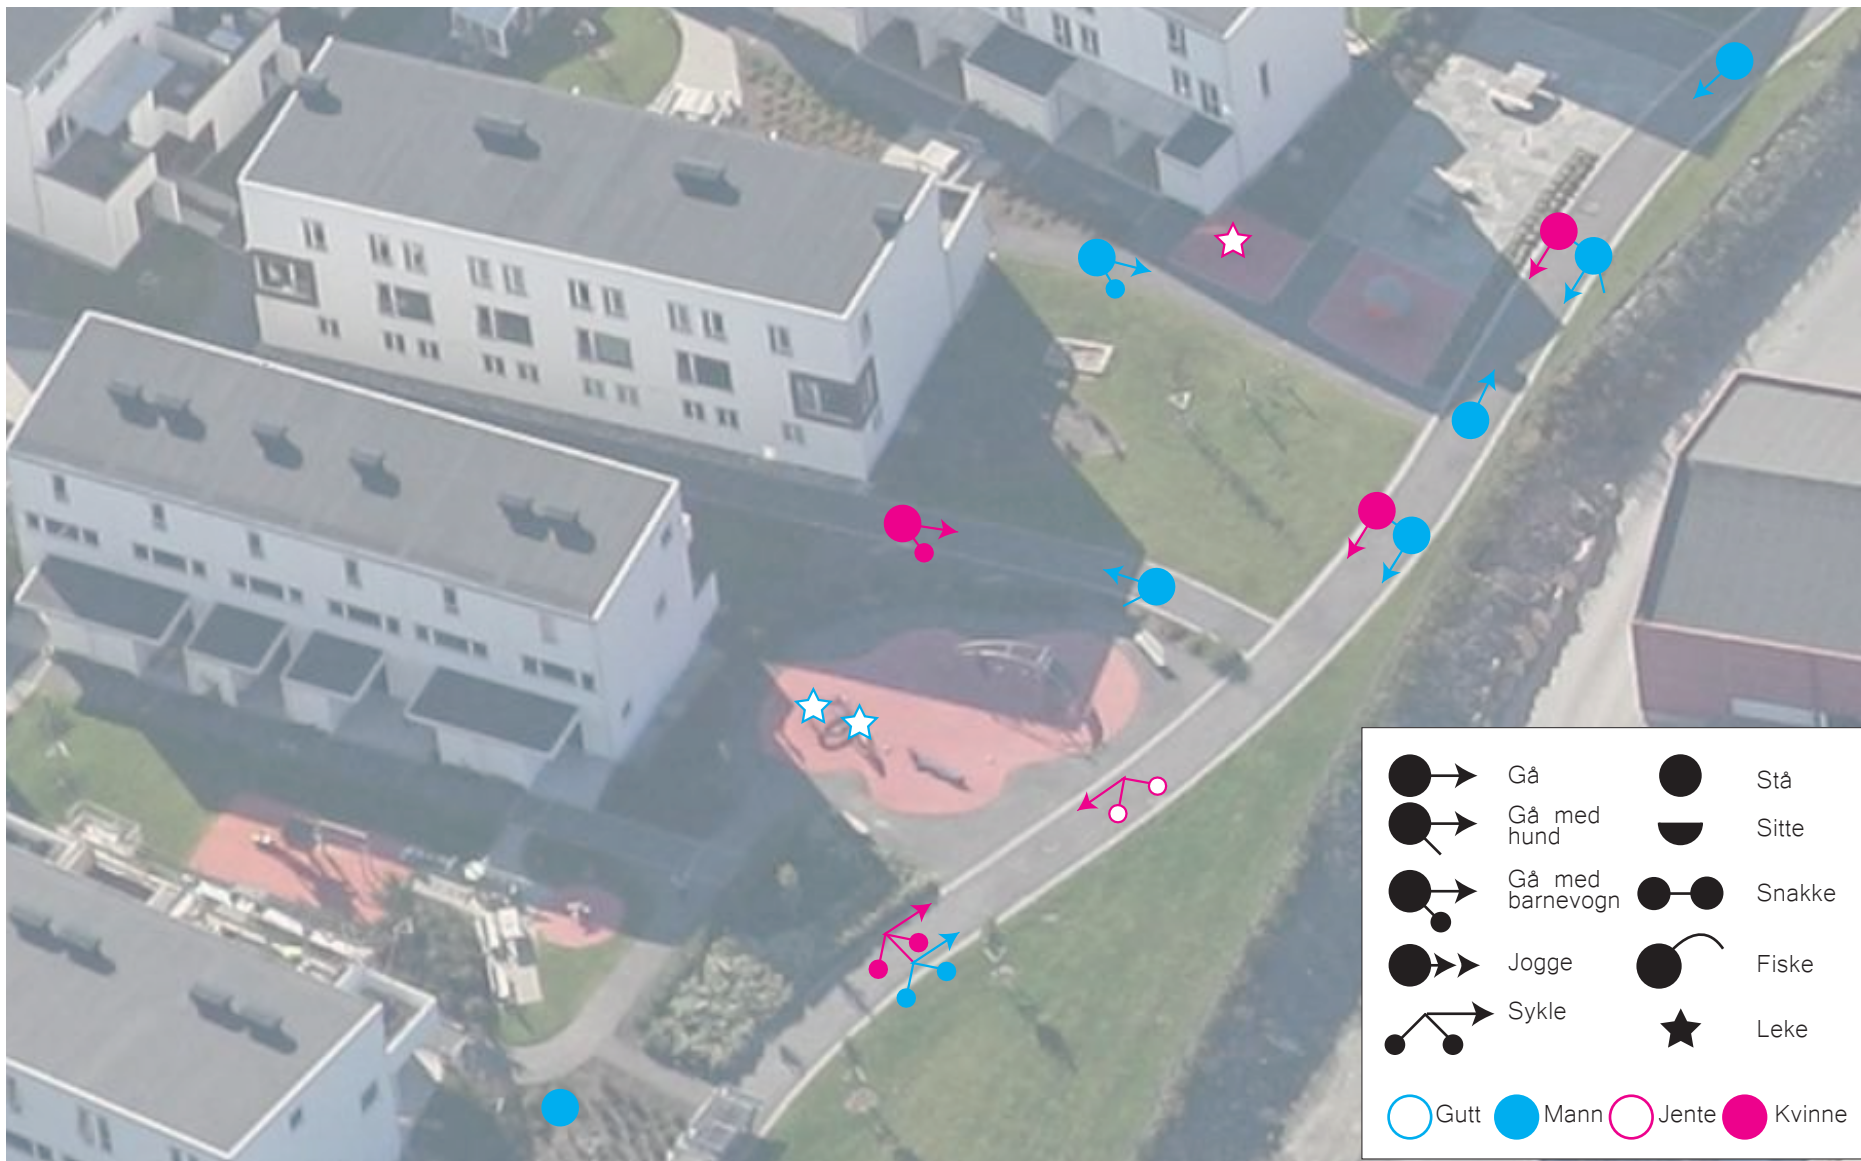 Gå
Stå
Gå med
hund
Sitte
Gå med
barnevogn
Snakke
Jogge
Fiske
Sykle
Leke
Gutt
Mann
Jente
Kvinne